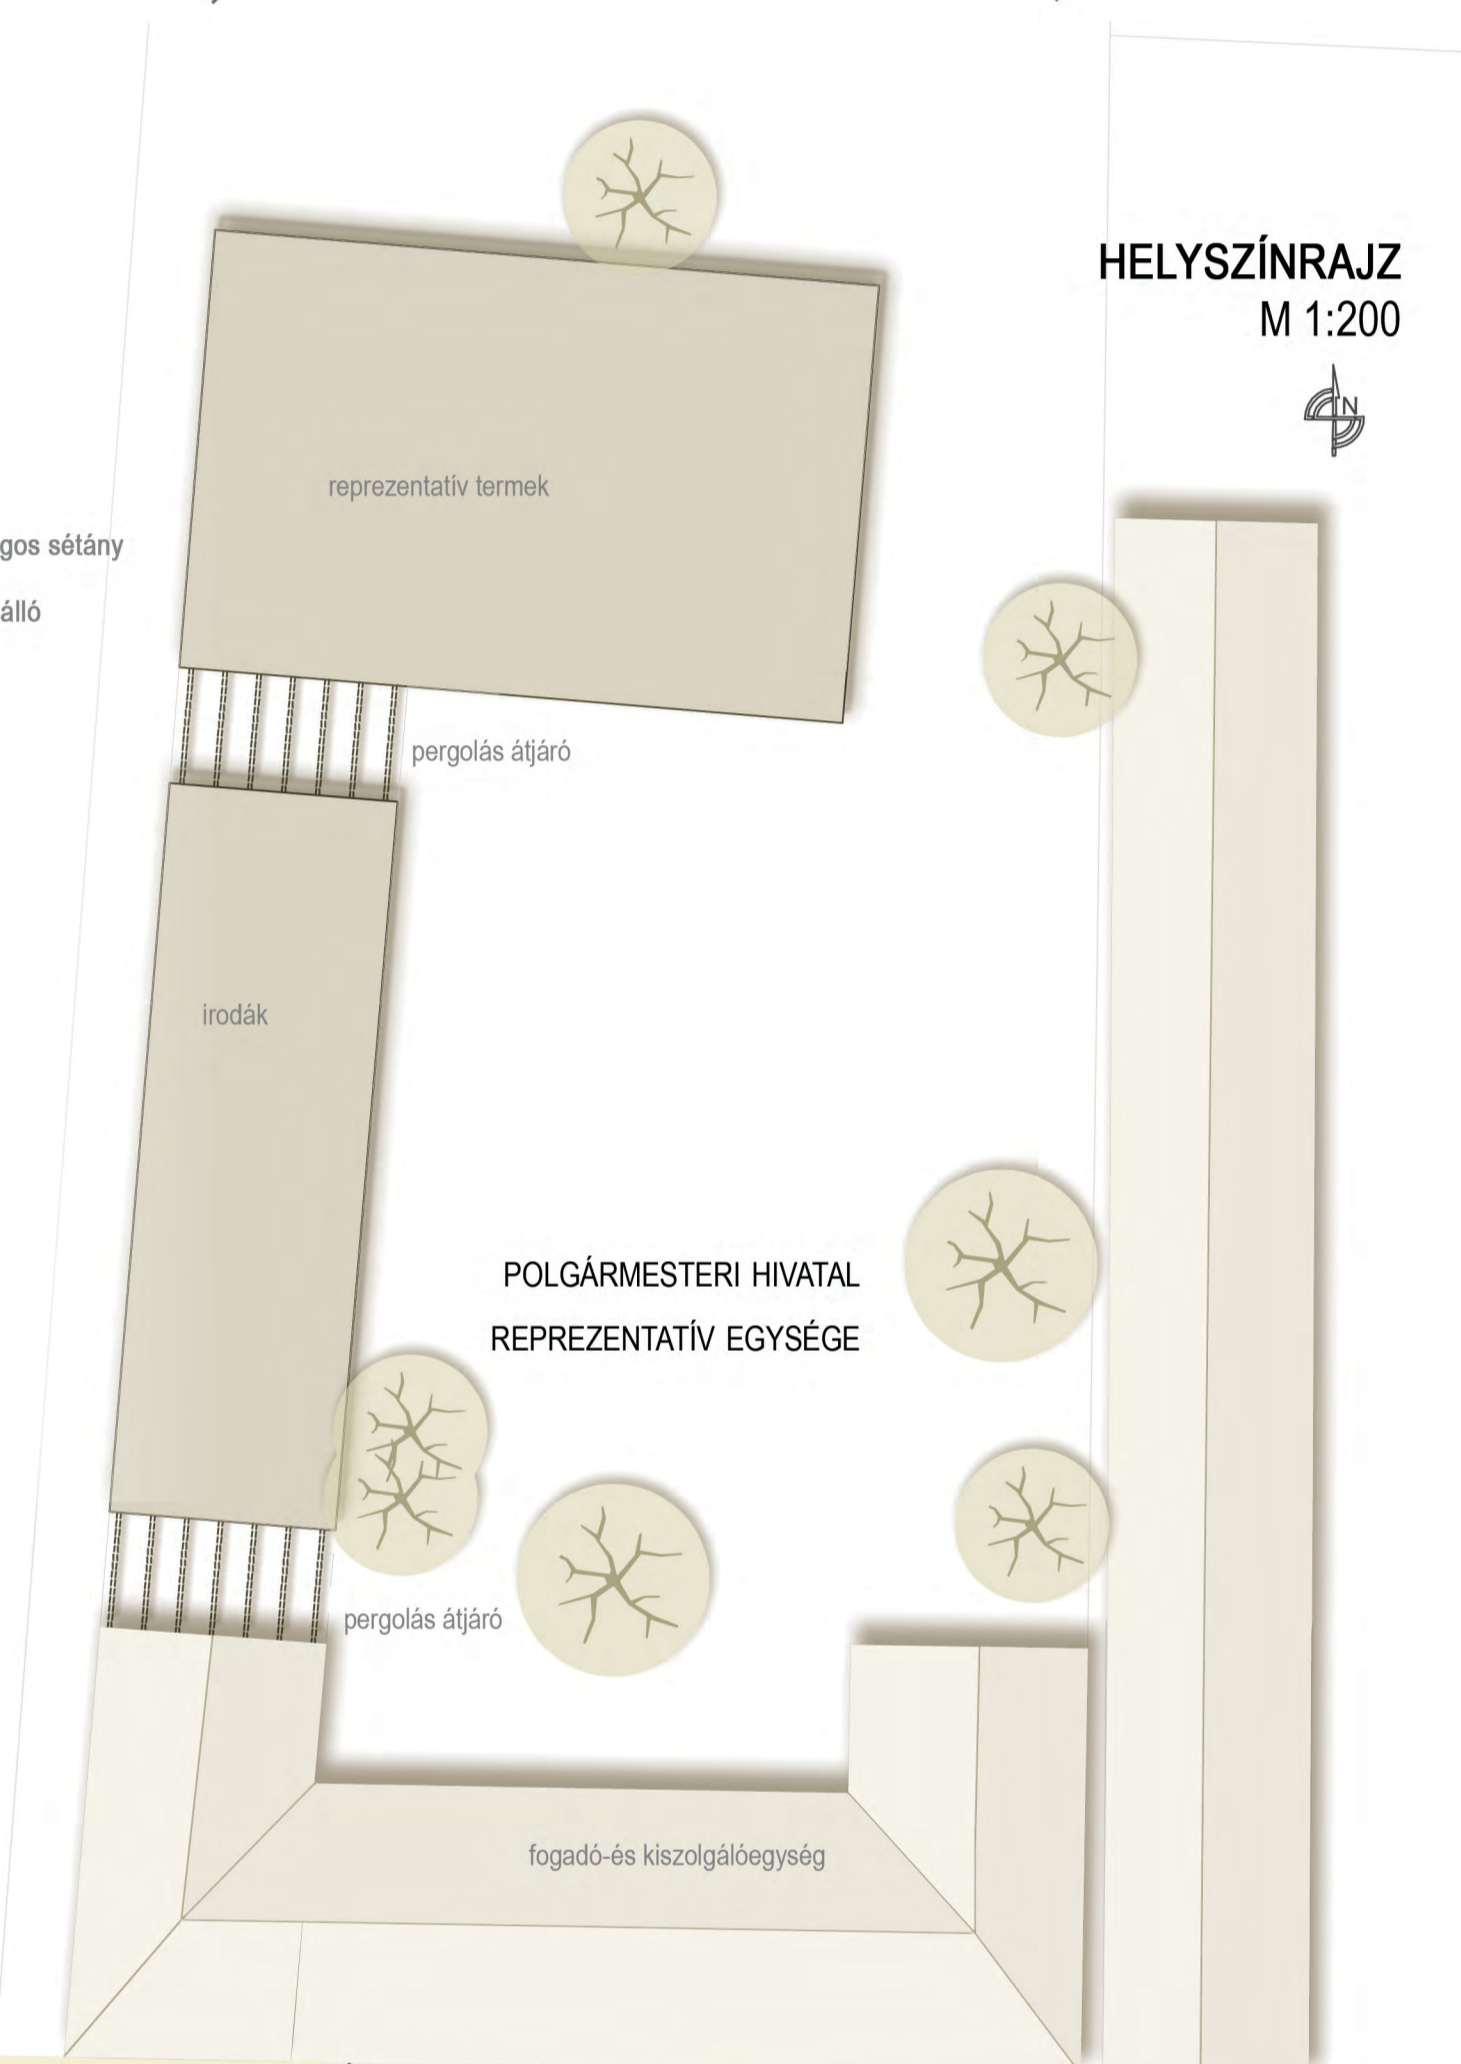 HELYSZÍNRAJZ
M 1:200
N
reprezentatív termek
gos sétány
álló
pergolás átjáró
irodák
POLGÁRMESTERI HIVATAL
REPREZENTATÍV EGYSÉGE
pergolás átjáró
fogadó-és kiszolgálóegység